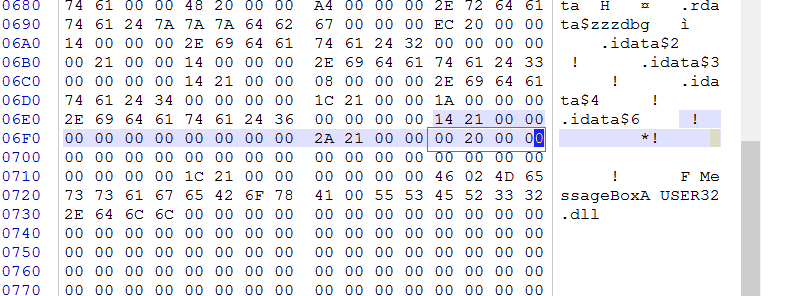 0680 74 61 00 00 48 20 00 00 00 A4 00 00 00 2E 72 64 61 ta H ¤ .rda
0690 74 61 24 7A 7A 7A 64 62 67 00 00 00 EC 20 00 00 ta$zzzdbg ì
06A0 14 00 00 00 2E 69 64 61 74 61 24 32 00 00 00 00 .idata$2
06B0 00 21 00 00 14 00 00 00 2E 69 64 61 74 61 24 33 ! .idata$3
06C0 00 00 00 00 14 21 00 00 08 00 00 00 2E 69 64 61 ! .ida
06D0 74 61 24 34 00 00 00 00 1C 21 00 00 1A 00 00 00 ta$4 !
06E0 2E 69 64 61 74 61 24 36 00 00 00 00 14 21 00 00 .idata$6 !
06F0 00 00 00 00 00 00 00 00 2A 21 00 00 00 20 00 00 *!
0700 00 00 00 00 00 00 00 00 00 00 00 00 00 00 00 00
0710 00 00 00 00 1C 21 00 00 00 00 00 00 46 02 4D 65 ! F Me
0720 73 73 61 67 65 42 6F 78 41 00 55 53 45 52 33 32 ssageBoxA USER32
0730 2E 64 6C 6C 00 00 00 00 00 00 00 00 00 00 00 00 .dll
0740 00 00 00 00 00 00 00 00 00 00 00 00 00 00 00 00
0750 00 00 00 00 00 00 00 00 00 00 00 00 00 00 00 00
0760 00 00 00 00 00 00 00 00 00 00 00 00 00 00 00 00
0770 00 00 00 00 00 00 00 00 00 00 00 00 00 00 00 00